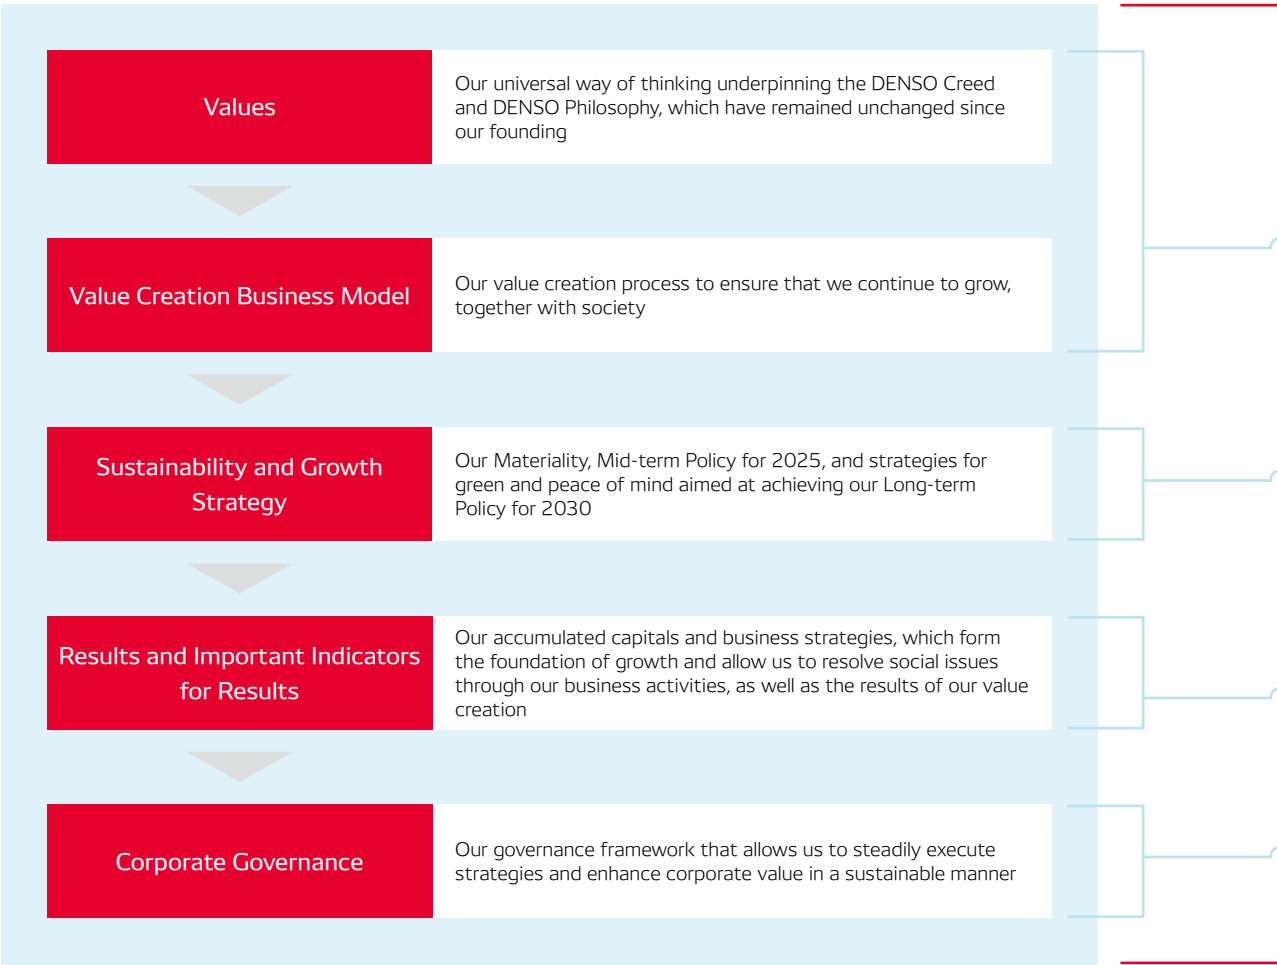 Values
Our universal way of thinking underpinning the DENSO Creed
and DENSO Philosophy, which have remained unchanged since
our founding
Value Creation Business Model
Our value creation process to ensure that we continue to grow,
together with society
Sustainability and Growth
Strategy
Our Materiality, Mid-term Policy for 2025, and strategies for
green and peace of mind aimed at achieving our Long-term
Policy for 2030
Results and Important Indicators
for Results
Our accumulated capitals and business strategies, which form
the foundation of growth and allow us to resolve social issues
through our business activities, as well as the results of our value
creation
Corporate Governance
Our governance framework that allows us to steadily execute
strategies and enhance corporate value in a sustainable manner